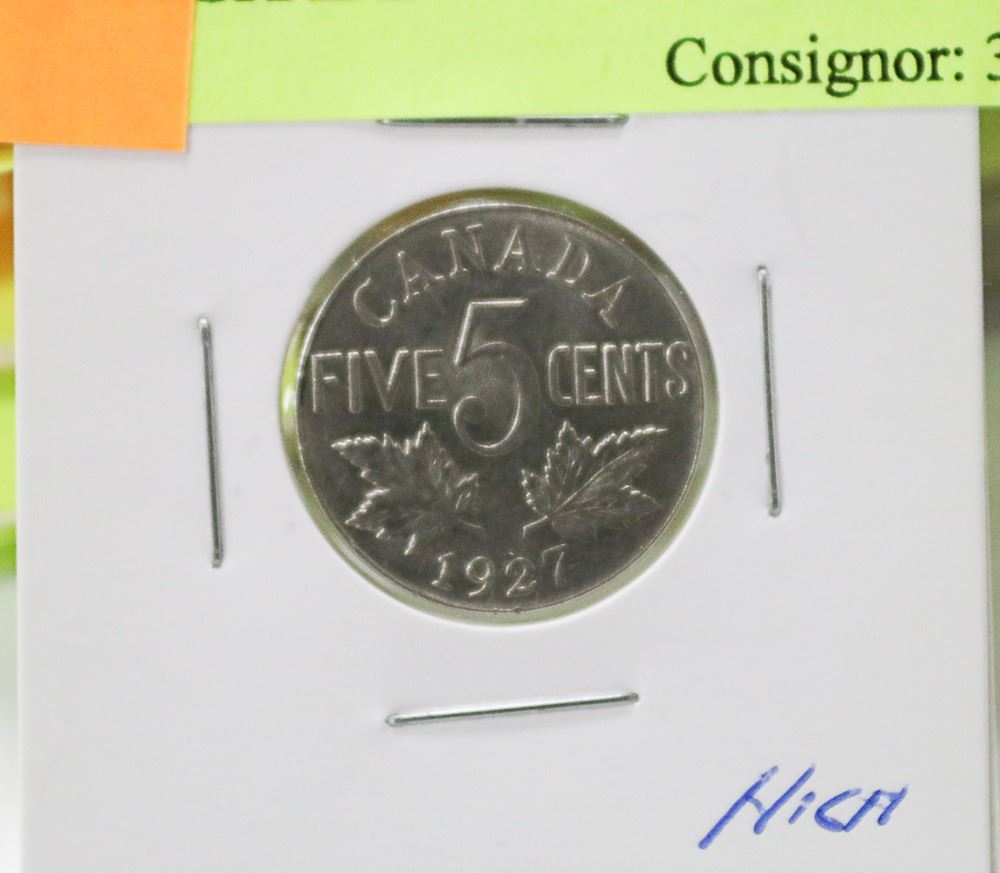 Consignor: 3
CANADA
FIVE 5 CENTS
1927
HIGH